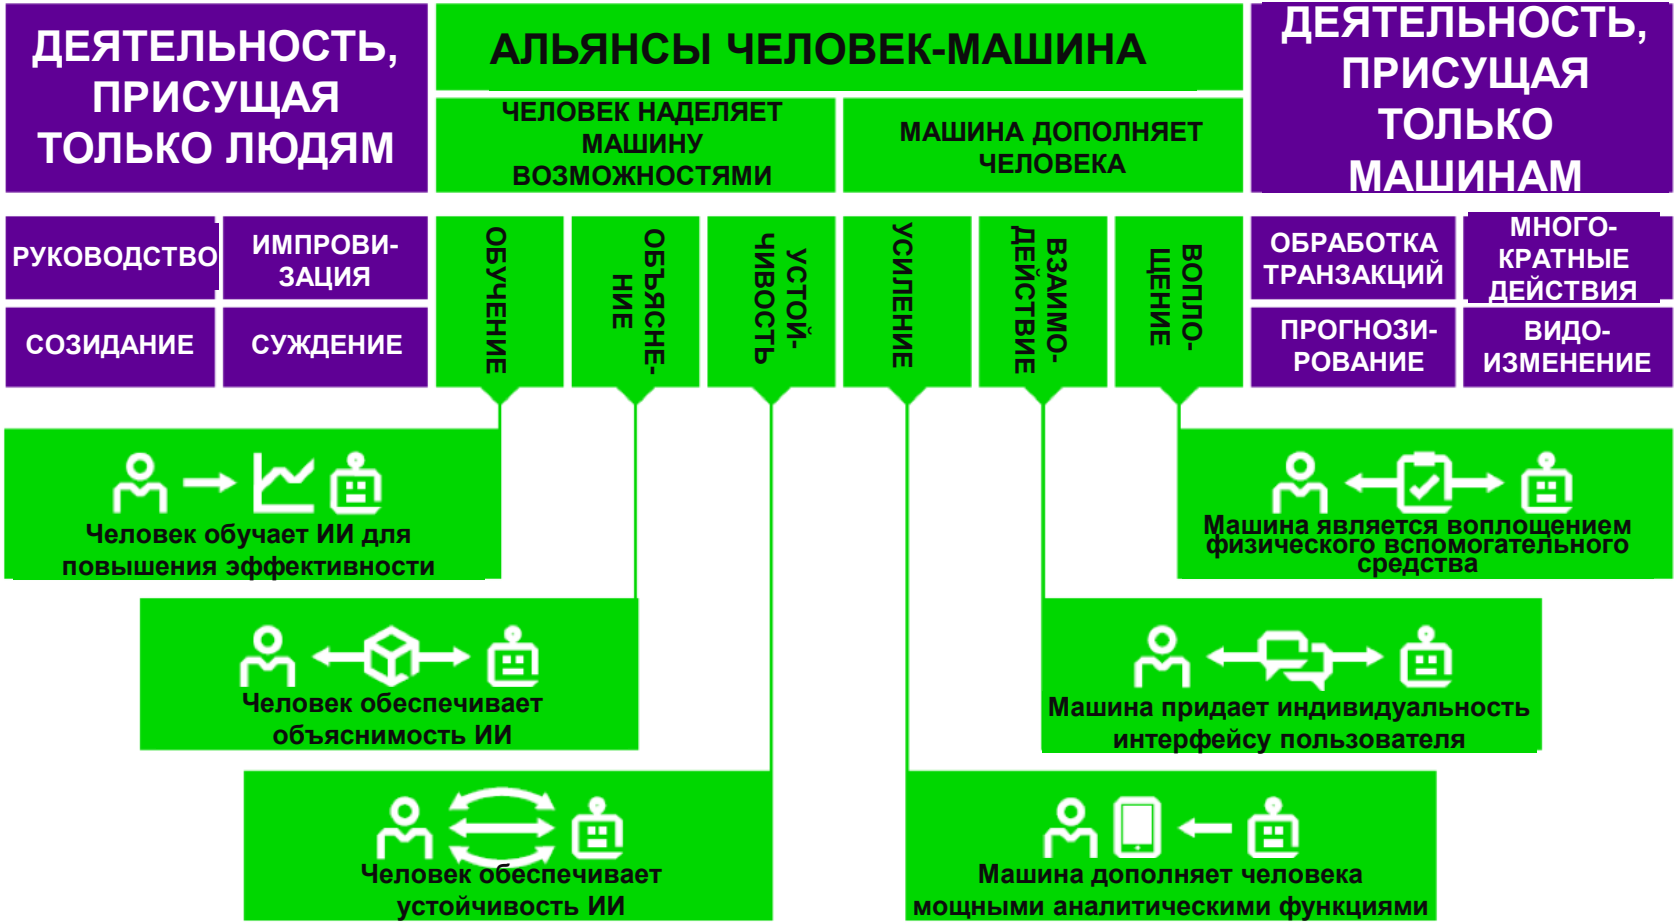 ДЕЯТЕЛЬНОСТЬ,
ПРИСУЩАЯ
ТОЛЬКО ЛЮДЯМ
АЛЬЯНСЫ ЧЕЛОВЕК-МАШИНА
ЧЕЛОВЕК НАДЕЛЯЕТ
МАШИНУ
ВОЗМОЖНОСТЯМИ
МАШИНА ДОПОЛНЯЕТ
ЧЕЛОВЕКА
ДЕЯТЕЛЬНОСТЬ,
ПРИСУЩАЯ
ТОЛЬКО
МАШИНАМ
РУКОВОДСТВО
ИМПРОВИ-
ЗАЦИЯ
СОЗИДАНИЕ
СУЖДЕНИЕ
ОБУЧЕНИЕ
ОБЪЯСНЕ-
НИЕ
УСТОЙ-
ЧИВОСТЬ
УСИЛЕНИЕ
ВЗАИМО-
ДЕЙСТВИЕ
ВОПЛО-
ЩЕНИЕ
ОБРАБОТКА
ТРАНЗАКЦИЙ
МНОГО-
КРАТНЫЕ
ДЕЙСТВИЯ
ПРОГНОЗИ-
РОВАНИЕ
ВИДО-
ИЗМЕНЕНИЕ
Человек обучает ИИ для
повышения эффективности
Машина является воплощением
физического вспомогательного
средства
Человек обеспечивает
объяснимость ИИ
Машина придает индивидуальность
интерфейсу пользователя
Человек обеспечивает
устойчивость ИИ
Машина дополняет человека
мощными аналитическими функциями